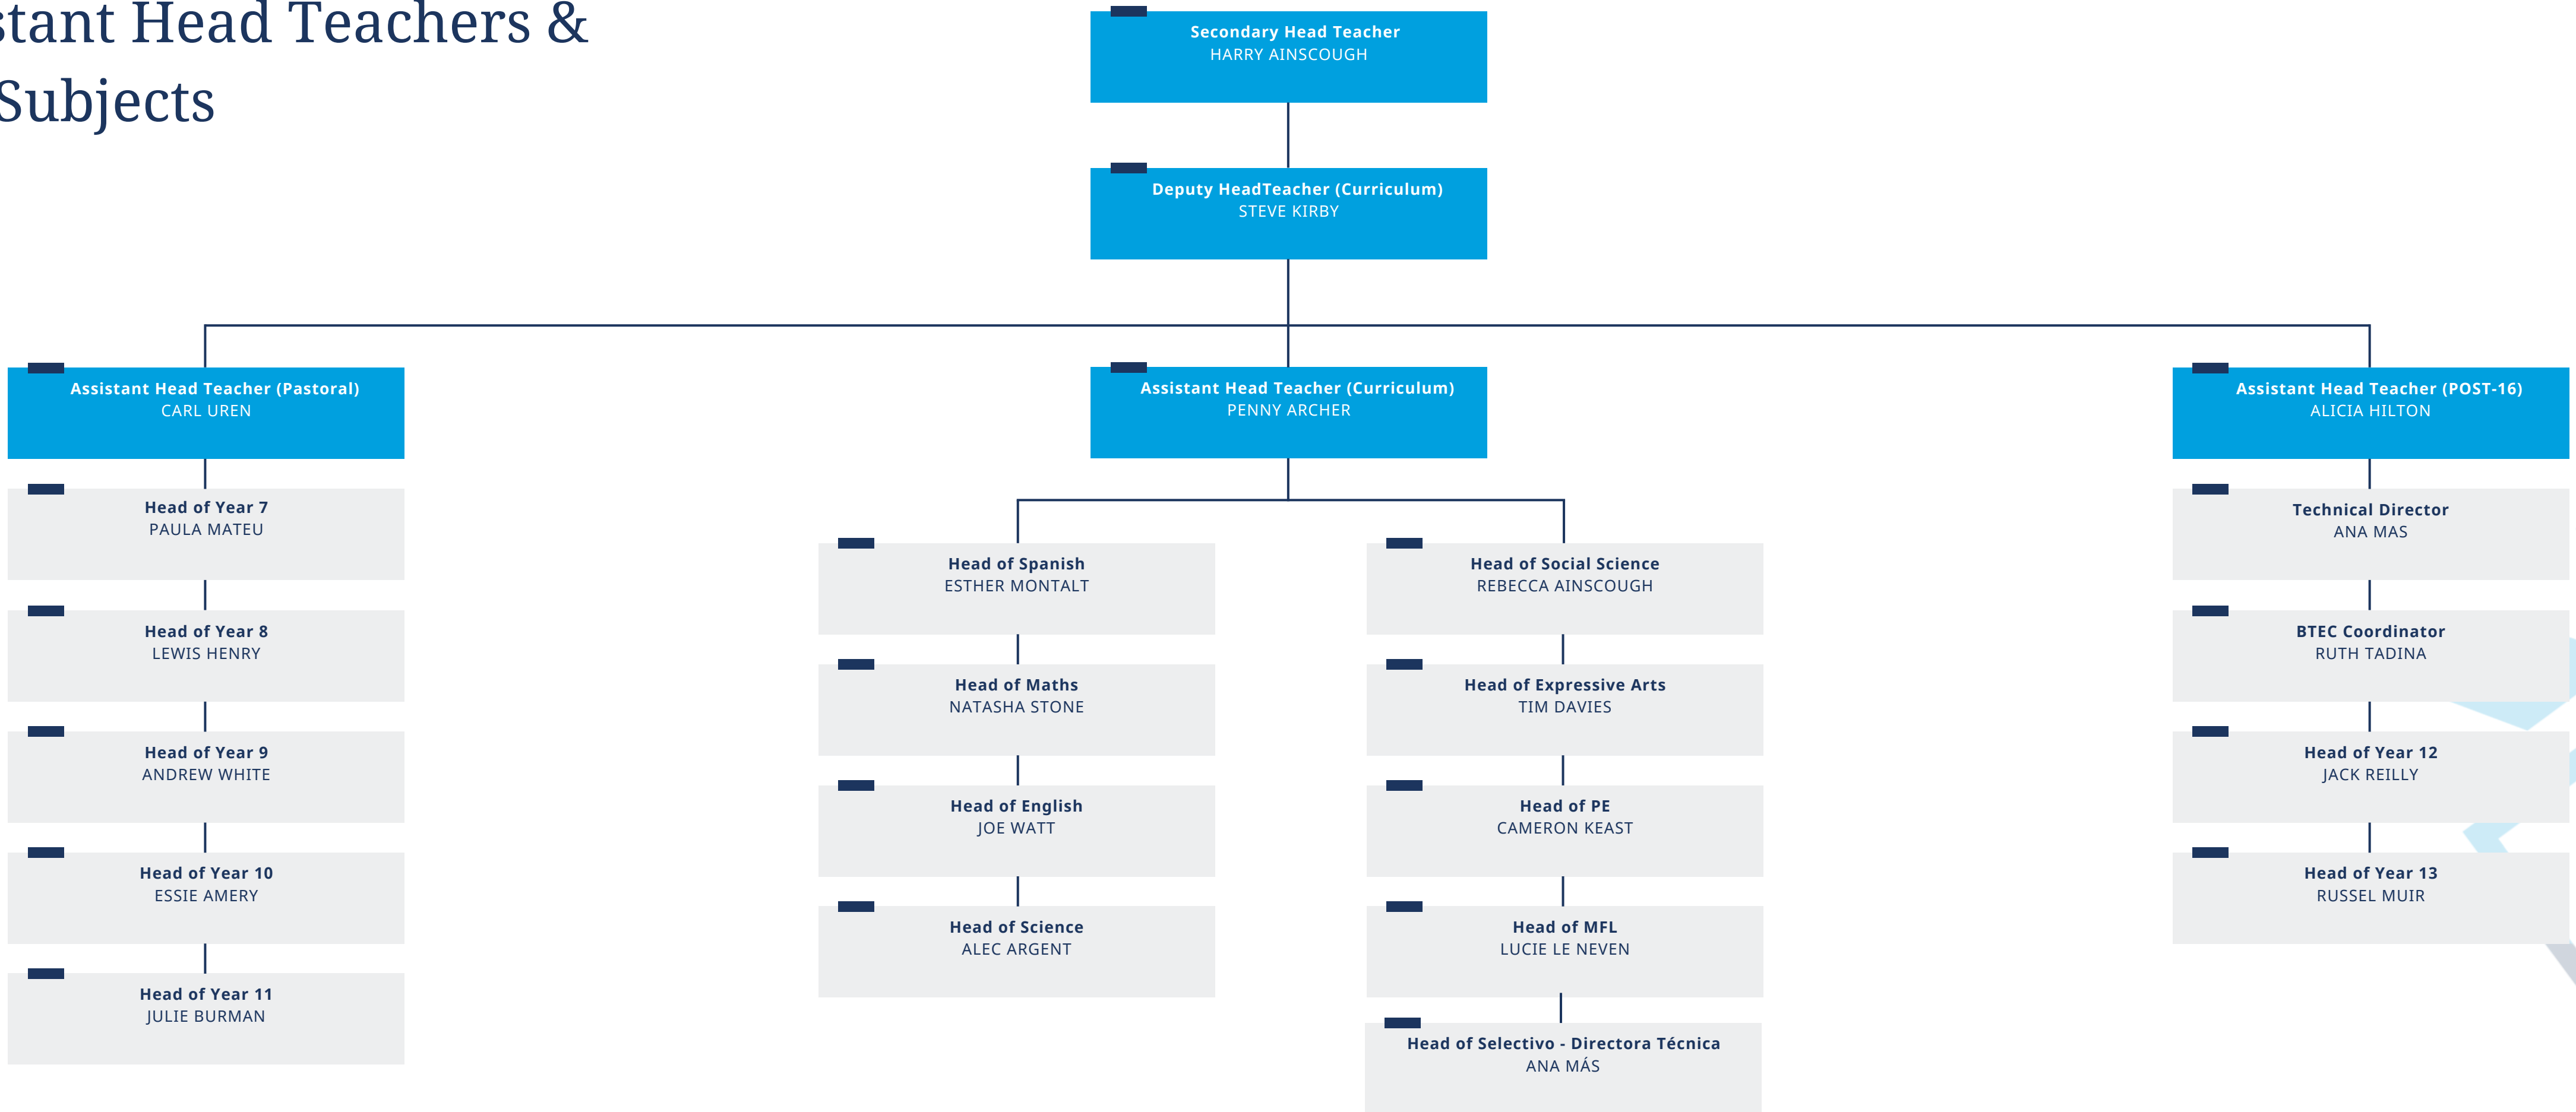 stant Head Teachers &
Subjects
Secondary Head Teacher
HARRY AINSCOUGH
Deputy HeadTeacher (Curriculum)
STEVE KIRBY
Assistant Head Teacher (Pastoral)
CARL UREN
Head of Year 7
PAULA MATEU
Head of Year 8
LEWIS HENRY
Head of Year 9
ANDREW WHITE
Head of Year 10
ESSIE AMERY
Head of Year 11
JULIE BURMAN
Assistant Head Teacher (Curriculum)
PENNY ARCHER
Head of Spanish
ESTHER MONTALT
Head of Maths
NATASHA STONE
Head of English
JOE WATT
Head of Science
ALEC ARGENT
Head of Social Science
REBECCA AINSCOUGH
Head of Expressive Arts
TIM DAVIES
Head of PE
CAMERON KEAST
Head of MFL
LUCIE LE NEVEN
Head of Selectivo - Directora Técnica
ANA MÁS
Assistant Head Teacher (POST-16)
ALICIA HILTON
Technical Director
ANA MAS
BTEC Coordinator
RUTH TADINA
Head of Year 12
JACK REILLY
Head of Year 13
RUSSEL MUIR